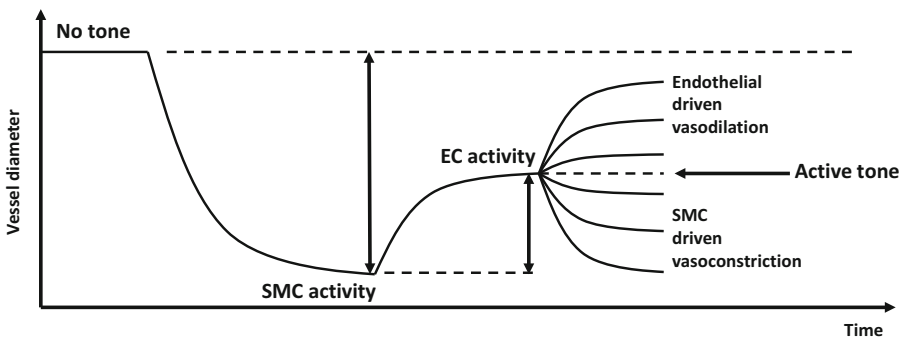 No tone
Vessel diameter
Endothelial
driven
vasodilation
EC activity
Active tone
SMC
driven
vasoconstriction
SMC activity
Time